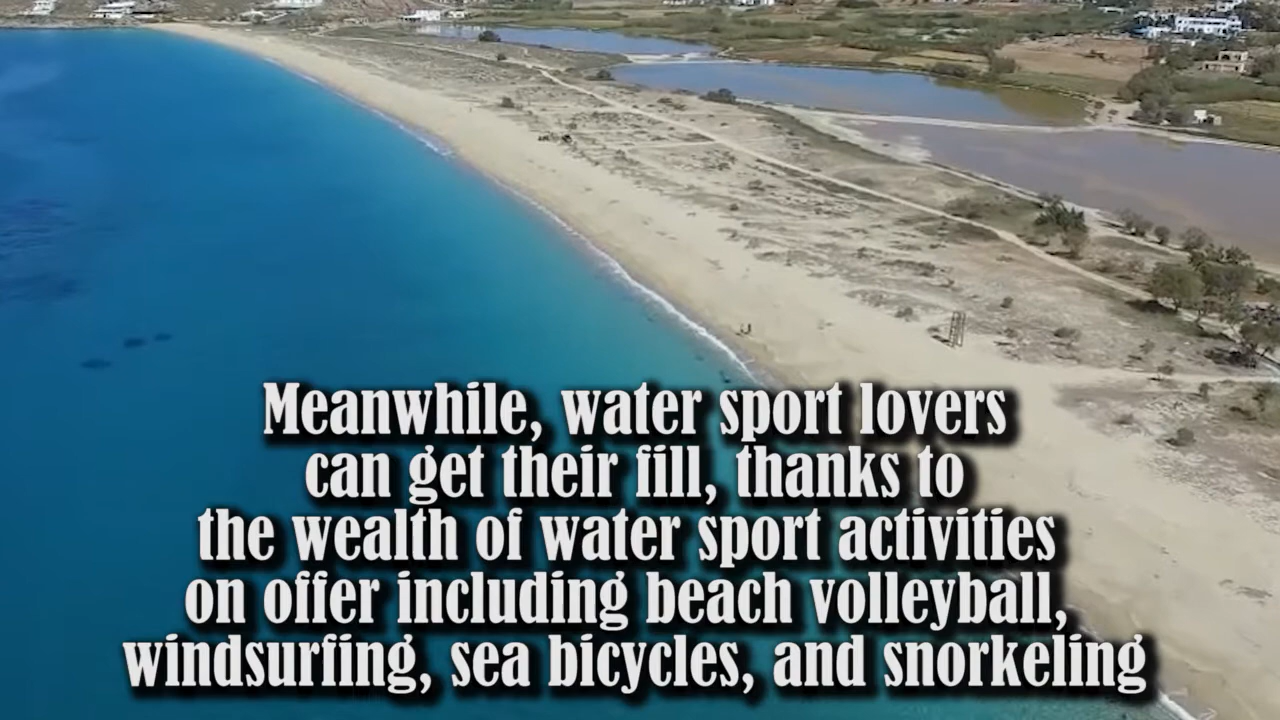 Meanwhile, water sport lovers
can get their fill, thanks to
the wealth of water sport activities
on offer including beach volleyball,
windsurfing, sea bicycles, and snorkeling